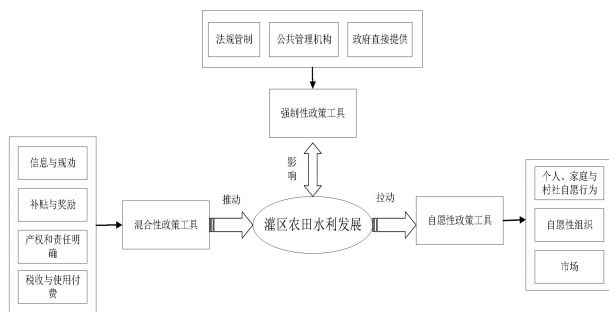 法规管制
公共管理机构
政府直接提供
强制性政策工具
影
响
信息与规劝
补贴与奖励
产权和责任明
确
税收与使用付
费
混合性政策工具
推动
灌区农田水利发展
拉动
自愿性政策工具
个人、家庭与
村社自愿行为
自愿性组织
市场